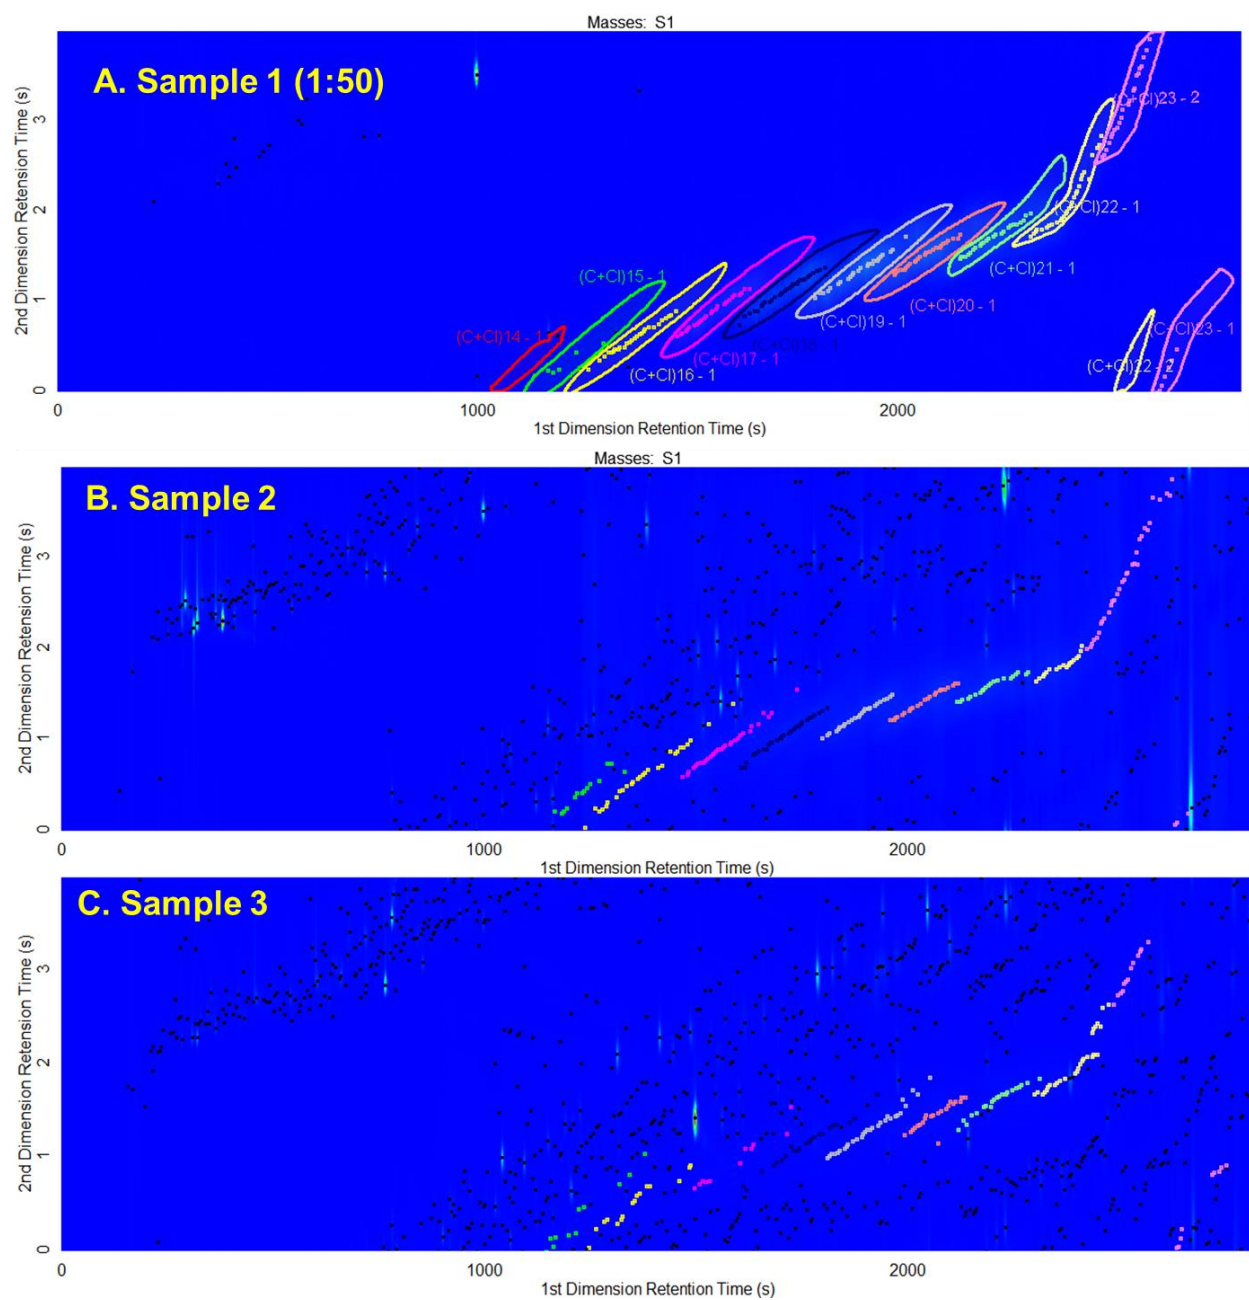 Masses: S1
A. Sample 1 (1:50)
2nd Dimension Retension Time (s)
3
2
1
0
(C+Cl)23 - 2
(C+Cl)22 - 1
(C+Cl)15 - 1
(C+Cl)21 - 1
(C+Cl)20 - 1
(C+Cl)19 - 1
(C+Cl)23 - 1
(C+Cl)14 - 1
(C+Cl)18 - 1
(C+Cl)17 - 1
(C+Cl)22 - 2
(C+Cl)16 - 1
0
1000
2000
1st Dimension Retention Time (s)
Masses: S1
B. Sample 2
2nd Dimension Retension Time (s)
3
2
1
0
0
1000
2000
1st Dimension Retention Time (s)
C. Sample 3
2nd Dimension Retension Time (s)
3
2
1
0
0
1000
2000
1st Dimension Retention Time (s)